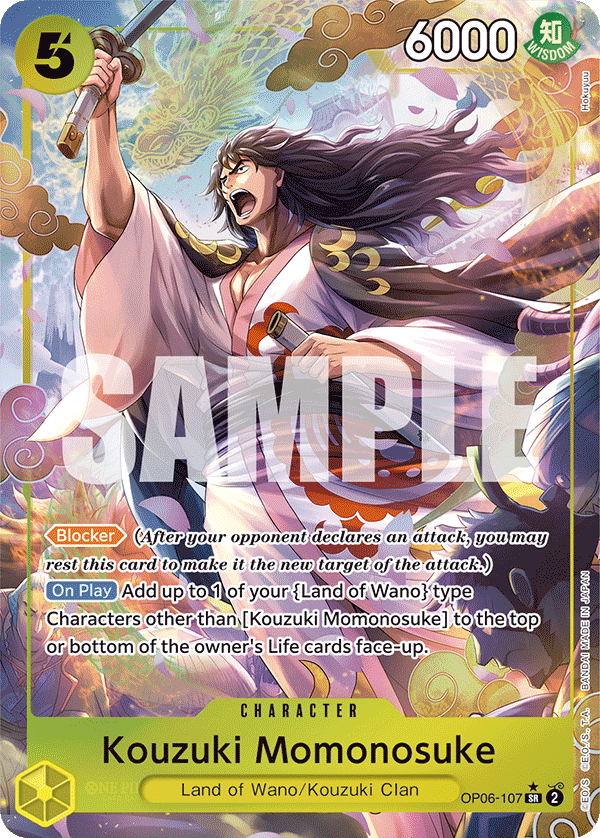 5
6000
知
WISDOM
Hokuyuu
SAMPLE
Blocker (After your opponent declares an attack, you may
rest this card to make it the new target of the attack.)
On Play Add up to 1 of your {Land of Wano} type
Characters other than [Kouzuki Momonosuke] to the top
or bottom of the owner's Life cards face-up.
CHARACTER
Kouzuki Momonosuke
Land of Wano/Kouzuki Clan
OP06-107 ★ SR 2
©E.O/S., T.A. BANDAI MADE IN JAPAN